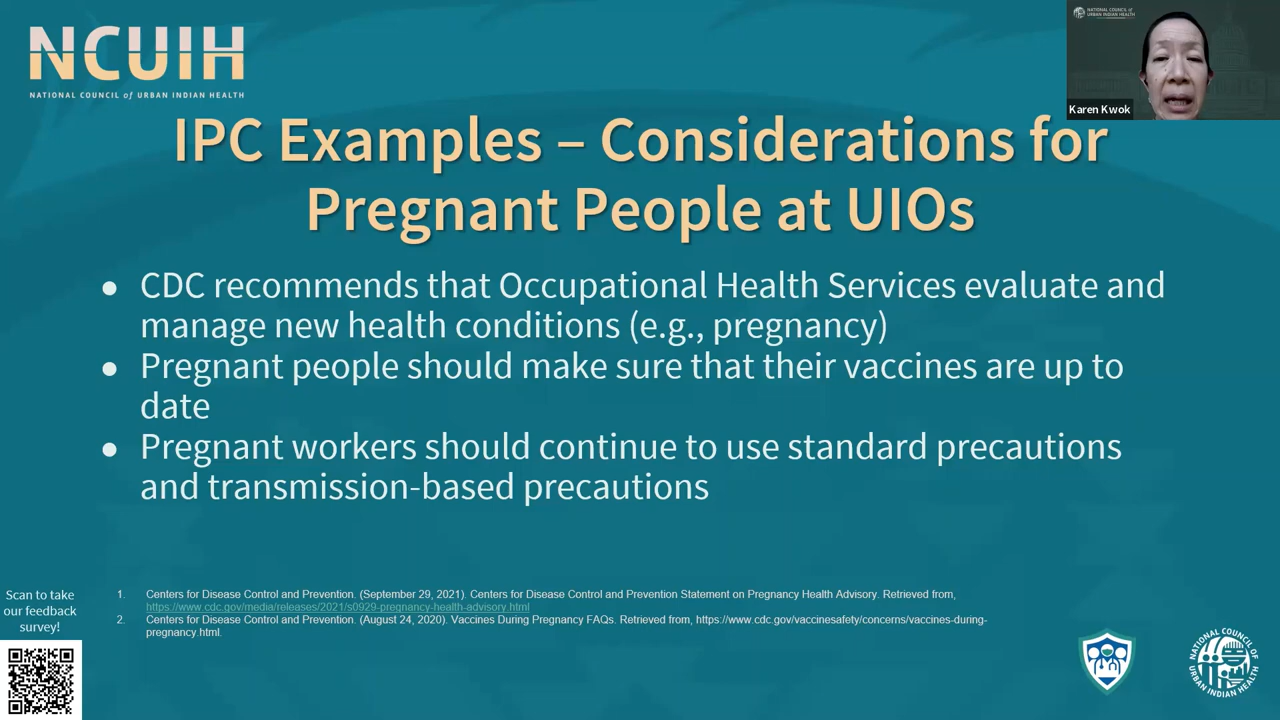 NCUIH
NATIONAL COUNCIL of URBAN INDIAN HEALTH
NATIONAL COUNCIL OF
URBAN INDIAN HEALTH
Karen Kwok
IPC Examples – Considerations for
Pregnant People at UIOs
● CDC recommends that Occupational Health Services evaluate and
manage new health conditions (e.g., pregnancy)
● Pregnant people should make sure that their vaccines are up to
date
● Pregnant workers should continue to use standard precautions
and transmission-based precautions
Scan to take
our feedback
survey!
1. Centers for Disease Control and Prevention. (September 29, 2021). Centers for Disease Control and Prevention Statement on Pregnancy Health Advisory. Retrieved from,
https://www.cdc.gov/media/releases/2021/s0929-pregnancy-health-advisory.html
2. Centers for Disease Control and Prevention. (August 24, 2020). Vaccines During Pregnancy FAQs. Retrieved from, https://www.cdc.gov/vaccinesafety/concerns/vaccines-during-
pregnancy.html.
NATIONAL COUNCIL OF
URBAN INDIAN HEALTH